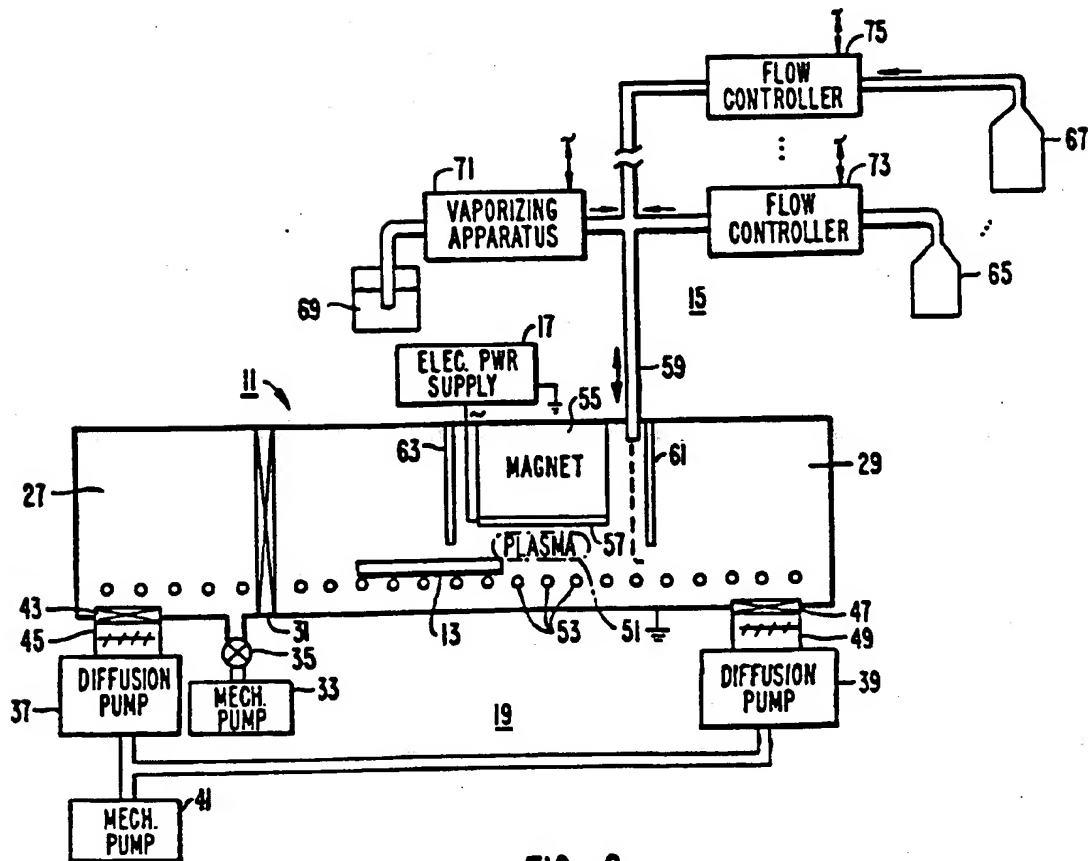 75
FLOW
CONTROLLER
67
71
73
VAPORIZING
APPARATUS
FLOW
CONTROLLER
69
15
65
17
ELEC. PWR
SUPPLY
59
11
~
55
63
MAGNET
61
27
29
57
PLASMA
43
13
53
51
47
45
31
35
49
DIFFUSION
PUMP
37
MECH.
PUMP
33
19
DIFFUSION
PUMP
39
41
MECH.
PUMP